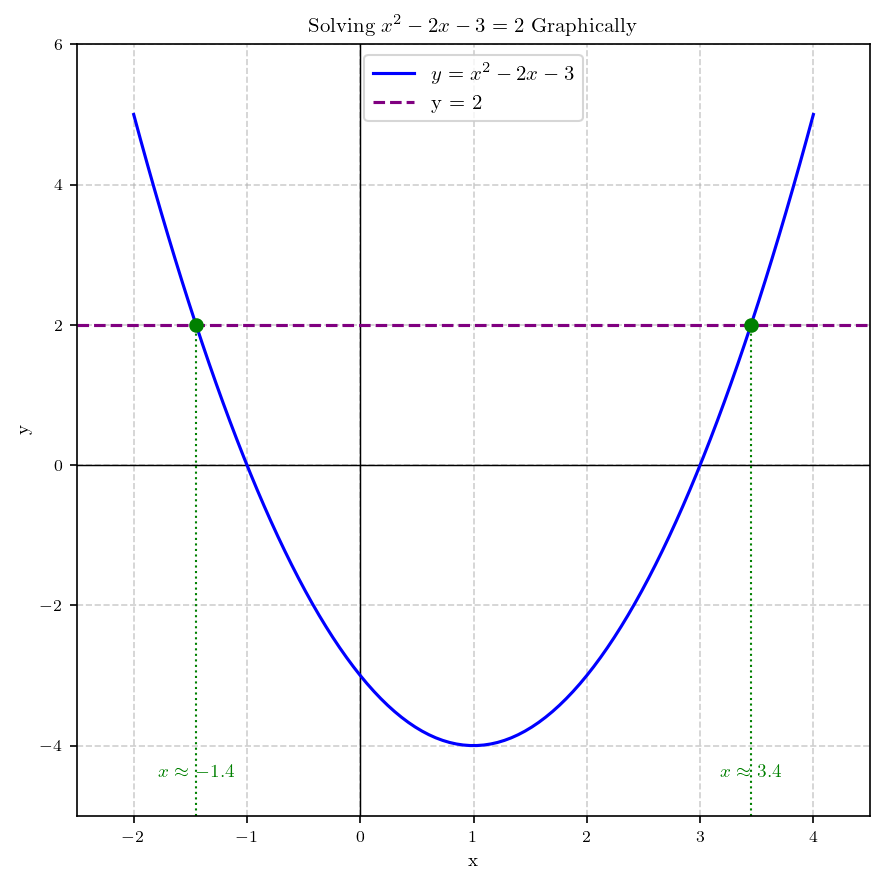 Solving $x^2 - 2x - 3 = 2$ Graphically
$y = x^2 - 2x - 3$
y = 2
6
4
2
0
−2
−4
y
x ≈ −1.4
x ≈ 3.4
−2
−1
0
1
2
3
4
x